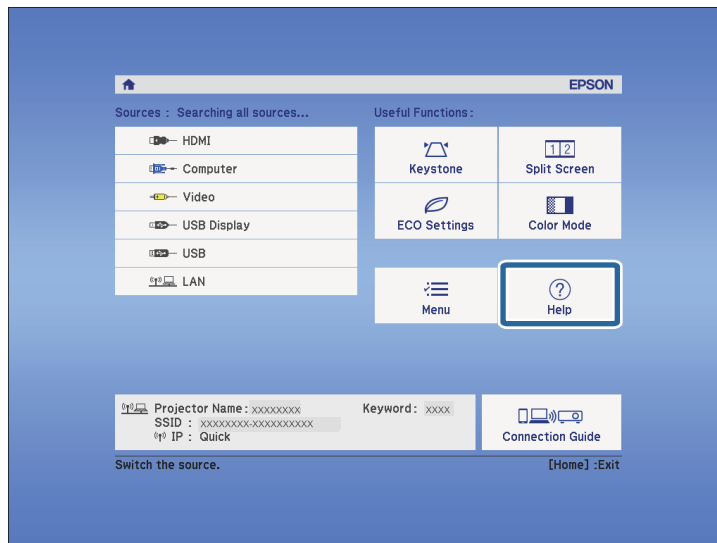 EPSON
Sources : Searching all sources...
Useful Functions :
HDMI
Computer
Video
USB Display
USB
LAN
Keystone
1 2
Split Screen
ECO Settings
Color Mode
Menu
?
Help
Projector Name : xxxxxxxx
Keyword : xxxx
SSID : xxxxxxxx-xxxxxxxxxx
IP : Quick
Connection Guide
Switch the source.
[Home] :Exit